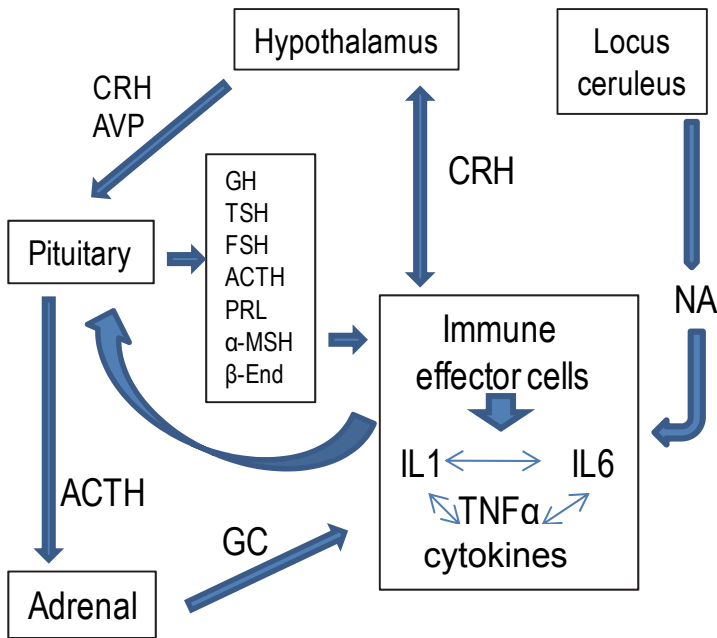 Hypothalamus
Locus
ceruleus
CRH
AVP
CRH
GH
TSH
FSH
ACTH
PRL
α-MSH
β-End
Pituitary
NA
Immune
effector cells
IL1
IL6
TNFα
cytokines
ACTH
GC
Adrenal